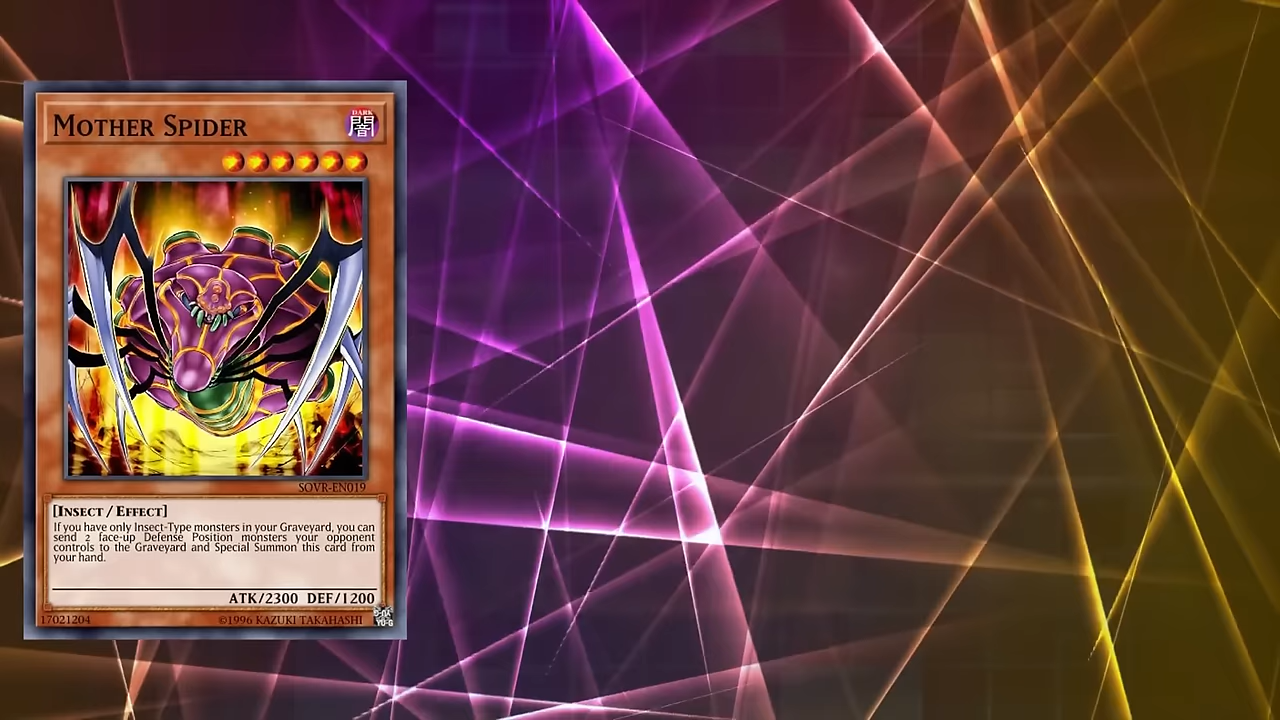 MOTHER SPIDER
DARK
闇
SOVR-EN019
[INSECT / EFFECT]
If you have only Insect-Type monsters in your Graveyard, you can
send 2 face-up Defense Position monsters your opponent
controls to the Graveyard and Special Summon this card from
your hand.
ATK/2300 DEF/1200
17021204
©1996 KAZUKI TAKAHASHI